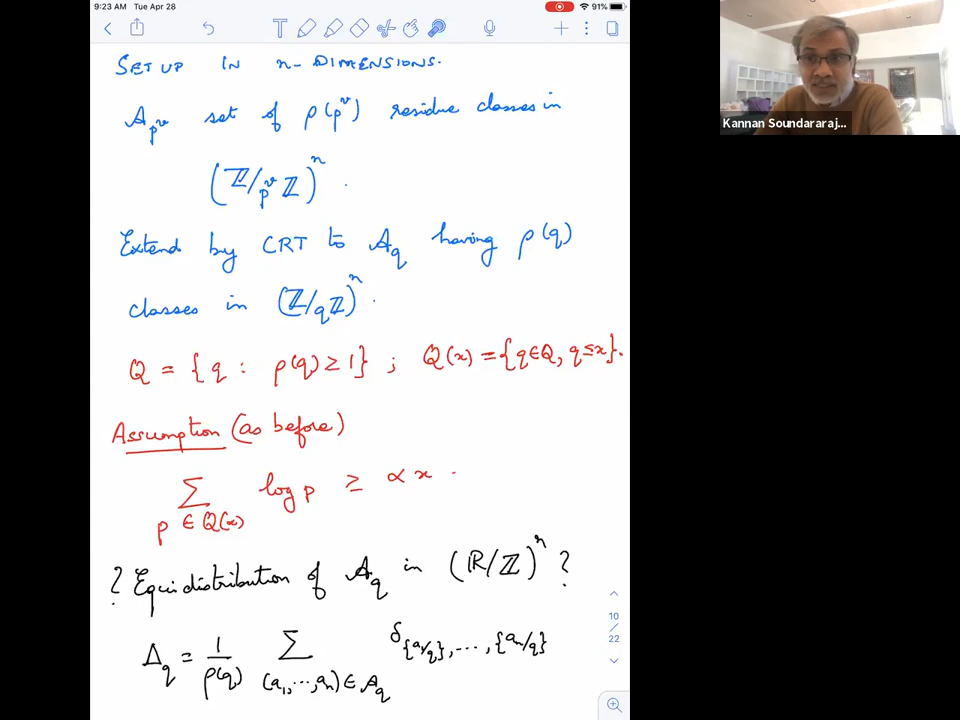 9:23 AM Tue Apr 28
91%
SET UP IN n-DIMENSIONS.
A_{p^v} set of ρ(p^v) residue classes in
(ℤ/p^vℤ)^n.
Extend by CRT to A_q having ρ(q)
classes in (ℤ/qℤ)^n.
Q = {q : ρ(q) ≥ 1} ; Q(x) = {q∈Q, q≤x}.
Assumption (as before)
∑_{p ∈ Q(x)} log p ≥ αx.
? Equidistribution of A_q in (ℝ/ℤ)^n ?
Δ_q = 1/ρ(q) ∑_{(a_1,⋯,a_n) ∈ A_q} δ_{{a_1/q},⋯,{a_n/q}}
10
/
22
Kannan Soundararaj...